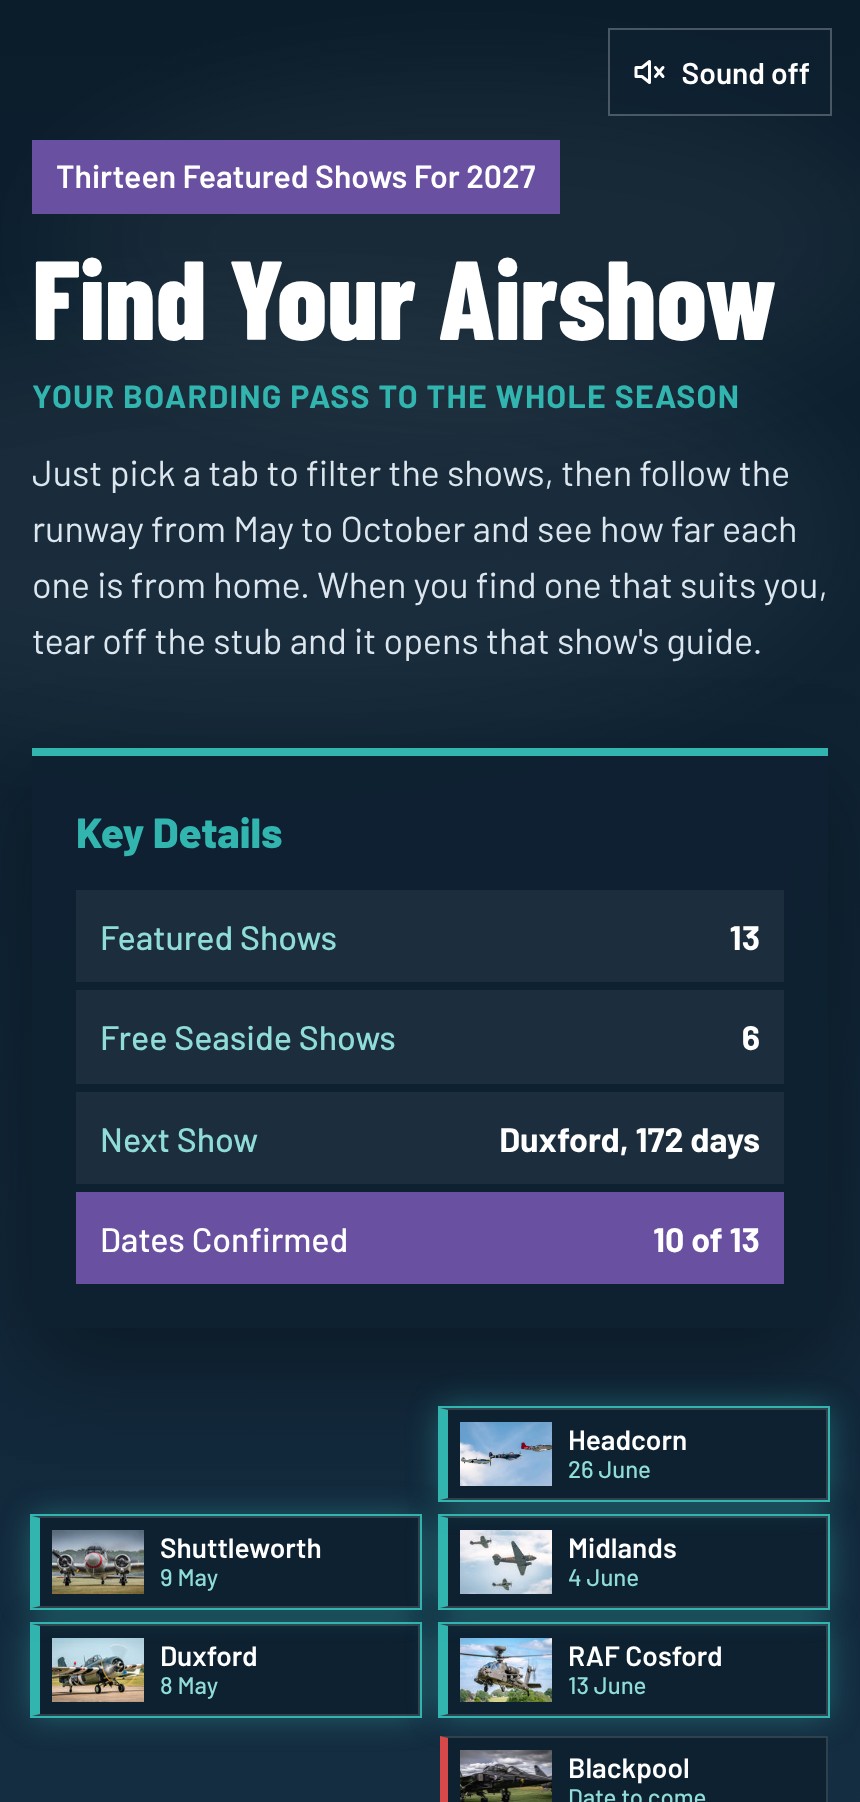 Sound off
Thirteen Featured Shows For 2027
Find Your Airshow
YOUR BOARDING PASS TO THE WHOLE SEASON
Just pick a tab to filter the shows, then follow the
runway from May to October and see how far each
one is from home. When you find one that suits you,
tear off the stub and it opens that show's guide.
Key Details
Featured Shows 13
Free Seaside Shows 6
Next Show Duxford, 172 days
Dates Confirmed 10 of 13
Headcorn
26 June
Shuttleworth
9 May
Midlands
4 June
Duxford
8 May
RAF Cosford
13 June
Blackpool
Date to come